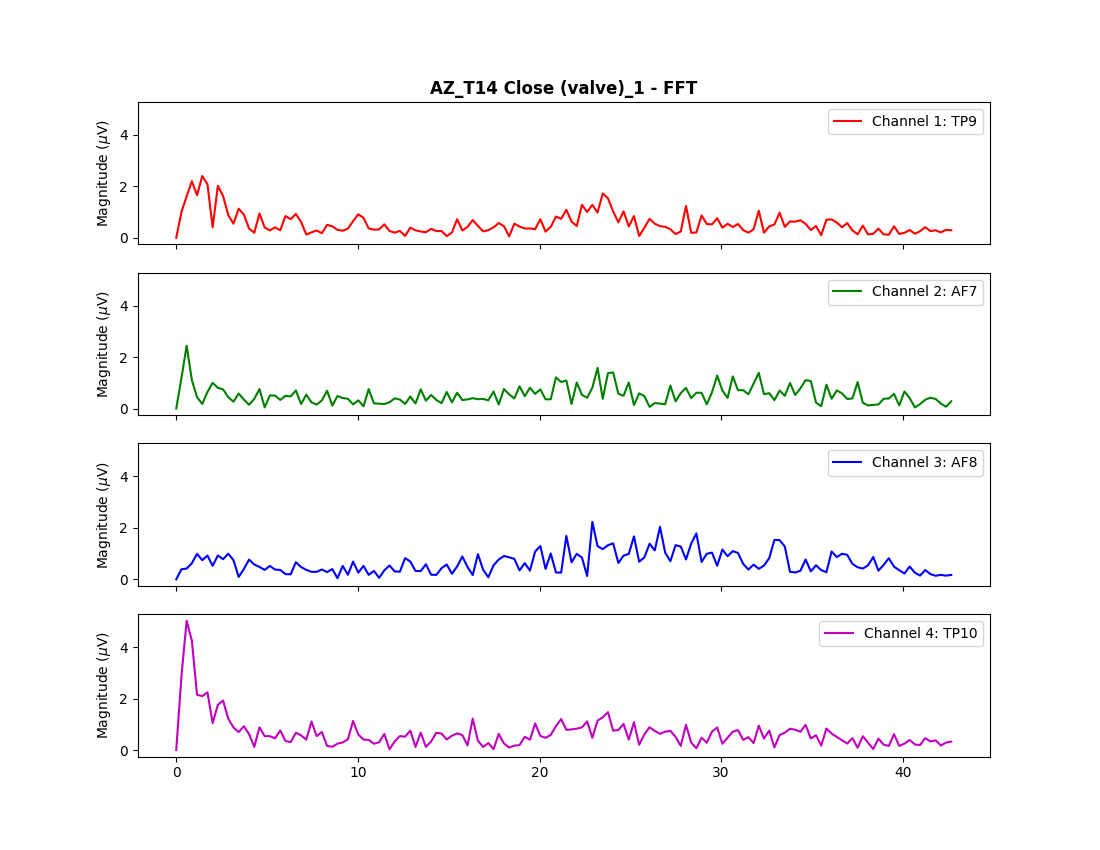 AZ_T14 Close (valve)_1 - FFT
Magnitude (μV)
4
2
0
Channel 1: TP9
Magnitude (μV)
4
2
0
Channel 2: AF7
Magnitude (μV)
4
2
0
Channel 3: AF8
Magnitude (μV)
4
2
0
Channel 4: TP10
0 10 20 30 40